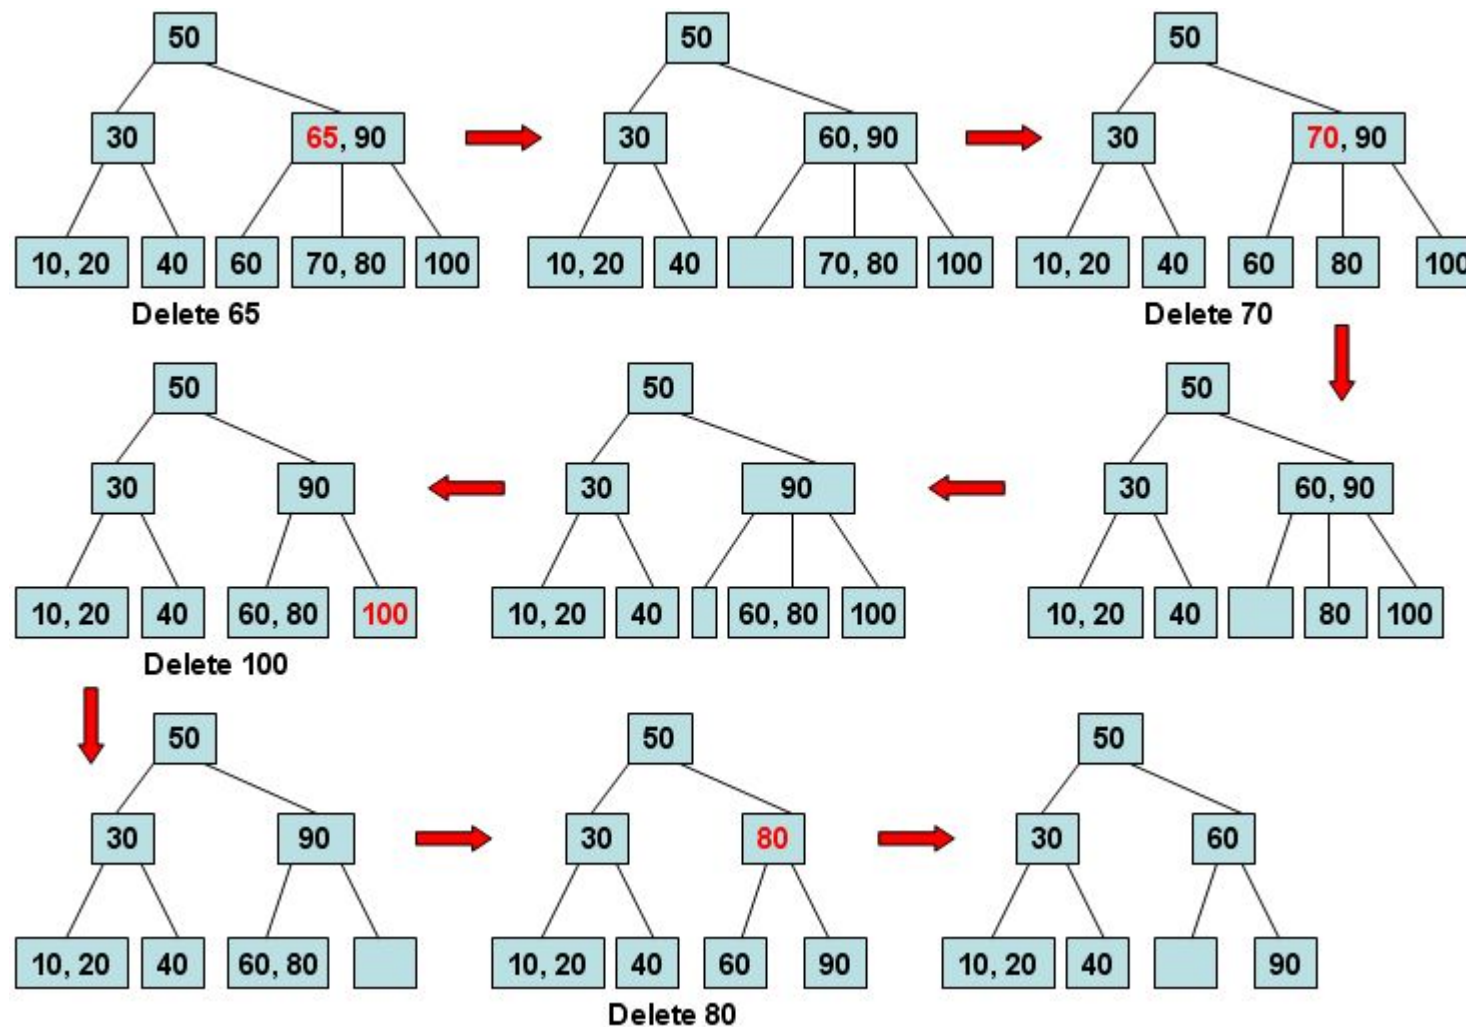 50 50 50
30 65, 90 30 60, 90 30 70, 90
10, 20 40 60 70, 80 100 10, 20 40 70, 80 100 10, 20 40 60 80 100
Delete 65 Delete 70
50 50 50
30 90 30 90 30 60, 90
10, 20 40 60, 80 100 10, 20 40 60, 80 100 10, 20 40 80 100
Delete 100
50 50 50
30 90 30 80 30 60
10, 20 40 60, 80 10, 20 40 60 90 10, 20 40 90
Delete 80